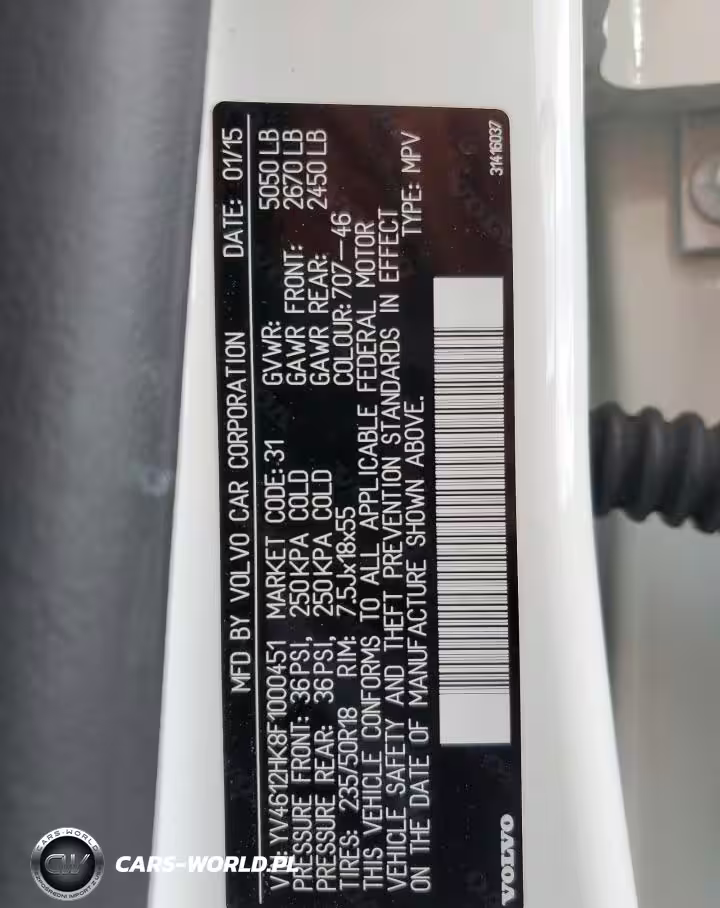 MFD BY VOLVO CAR CORPORATION DATE: 01/15
V/I: YV4612HK8F1000451 MARKET CODE: 31 GVWR: 5050 LB
PRESSURE FRONT: 36PSI, 250KPA COLD GAWR FRONT: 2670 LB
PRESSURE REAR: 36PSI, 250KPA COLD GAWR REAR: 2450 LB
TIRES: 235/50R18 RIM: 7.5Jx18x55 COLOUR: 707-46
THIS VEHICLE CONFORMS TO ALL APPLICABLE FEDERAL MOTOR
VEHICLE SAFETY AND THEFT PREVENTION STANDARDS IN EFFECT
ON THE DATE OF MANUFACTURE SHOWN ABOVE. TYPE: MPV
VOLVO 31416037
CARS-WORLD
CW
CARS-WORLD.PL